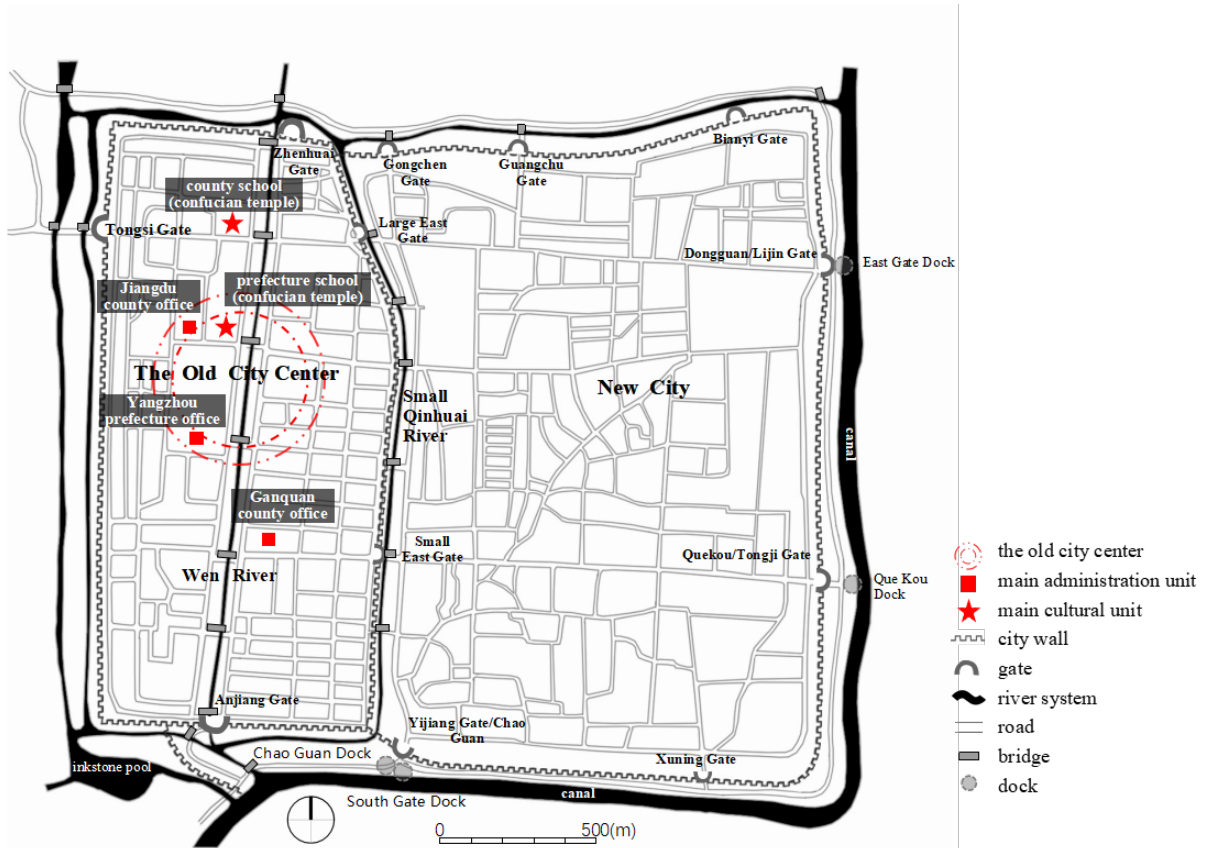 Zhenhuai
Gate
Gongchen
Gate
Guangchu
Gate
Bianyi Gate
county school
(confucian temple)
Tongsi Gate
Large East
Gate
Dongguan/Lijin Gate
East Gate Dock
prefecture school
(confucian temple)
Jiangdu
county office
The Old City Center
New City
Small
Qinhuai
River
Yangzhou
prefecture office
canal
Ganquan
county office
Small
East Gate
Quekou/Tongji Gate
Que Kou
Dock
Wen River
Anjiang Gate
Yijiang Gate/Chao
Guan
Chao Guan Dock
Xuning Gate
inkstone pool
canal
South Gate Dock
0 500(m)
the old city center
main administration unit
main cultural unit
city wall
gate
river system
road
bridge
dock